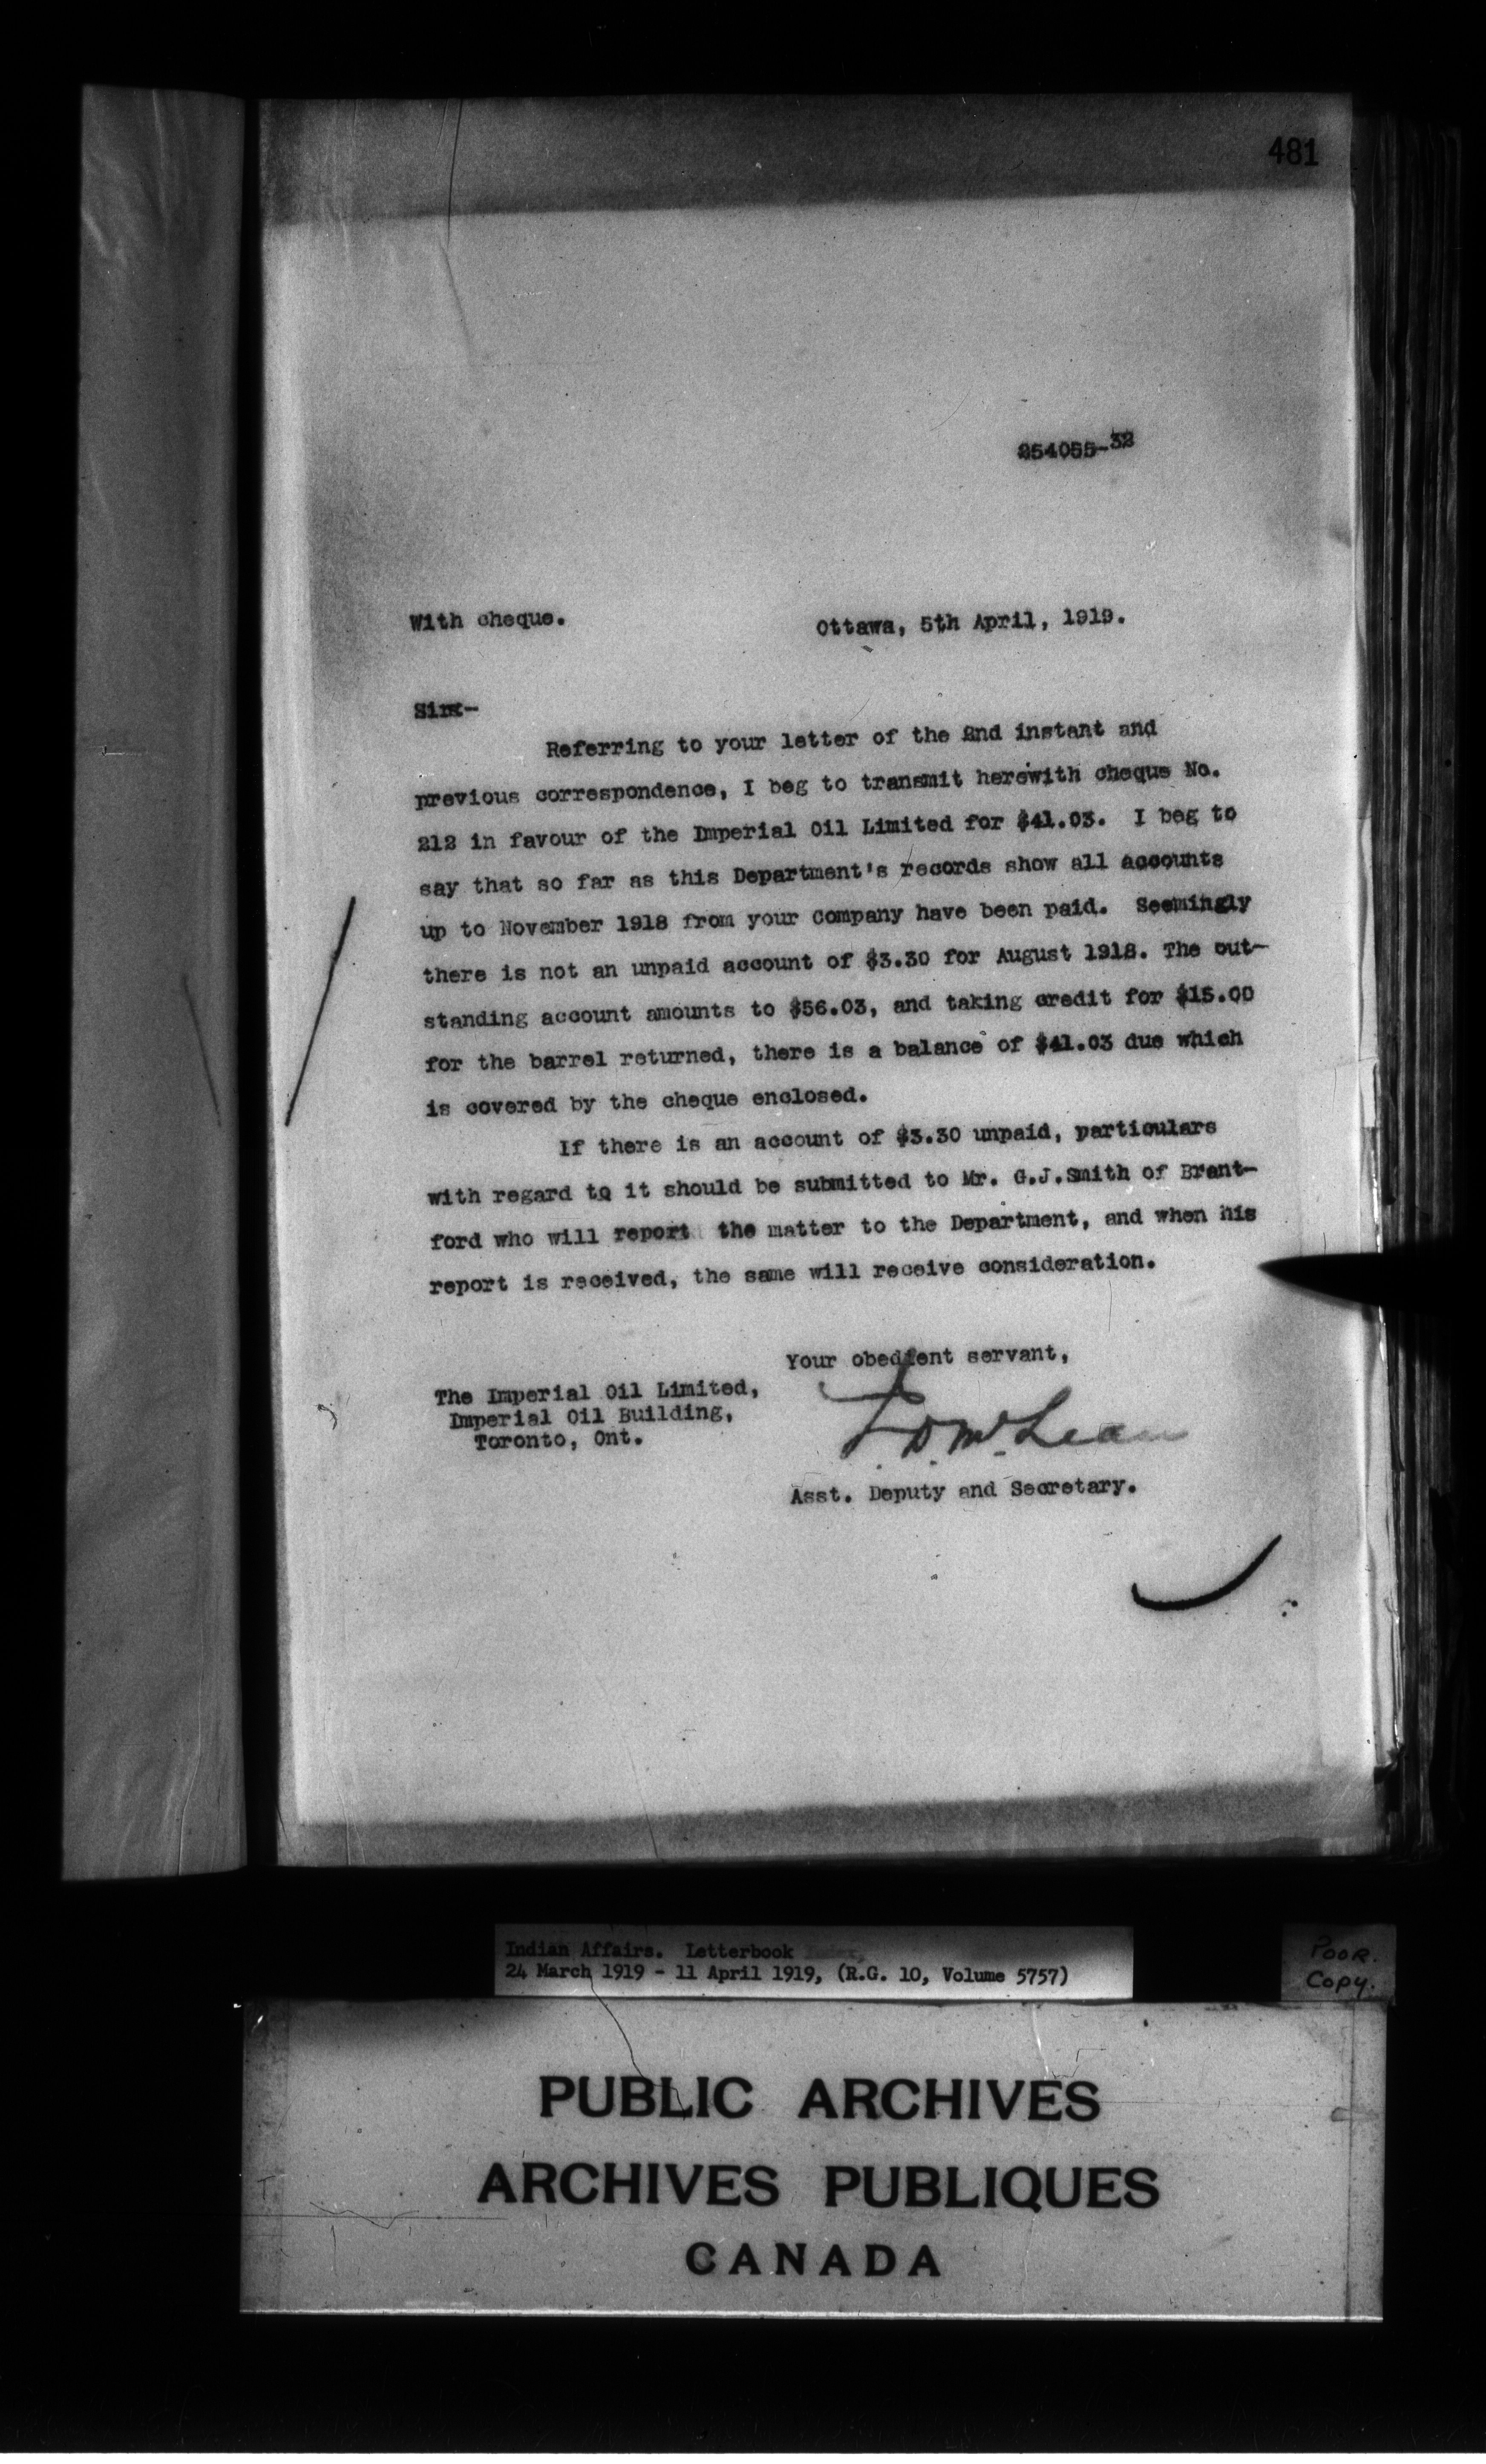 481
254055-32
With cheque.
Ottawa, 5th April, 1919.
Sir:-
Referring to your letter of the 2nd instant and
previous correspondence, I beg to transmit herewith cheque No.
212 in favour of the Imperial Oil Limited for $41.03. I beg to
say that so far as this Department's records show all accounts
up to November 1918 from your company have been paid. Seemingly
there is not an unpaid account of $3.30 for August 1918. The out-
standing account amounts to $56.03, and taking credit for $15.00
for the barrel returned, there is a balance of $41.03 due which
is covered by the cheque enclosed.
If there is an account of $3.30 unpaid, particulars
with regard to it should be submitted to Mr. G.J.Smith of Brant-
ford who will report the matter to the Department, and when his
report is received, the same will receive consideration.
Your obedient servant,
The Imperial Oil Limited,
Imperial Oil Building,
Toronto, Ont.
J. D. McLean
Asst. Deputy and Secretary.
Indian Affairs. Letterbook
24 March 1919 - 11 April 1919, (R.G. 10, Volume 5757)
POOR.
Copy.
PUBLIC ARCHIVES
ARCHIVES PUBLIQUES
CANADA